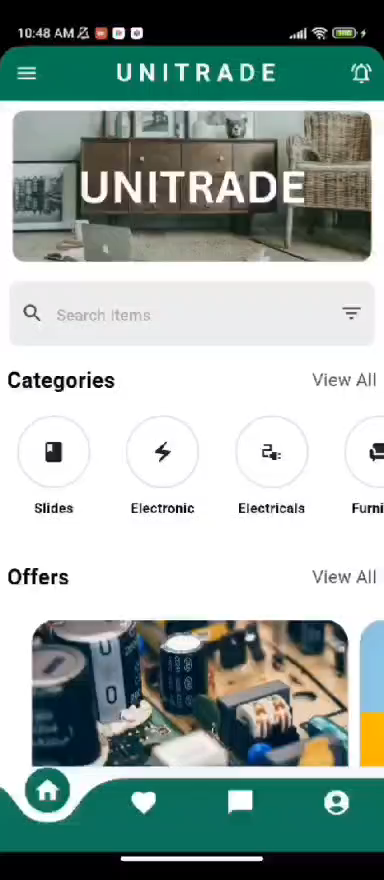 10:48 AM
UNITRADE
UNITRADE
Search Items
Categories
View All
Slides
Electronic
Electricals
Furni
Offers
View All